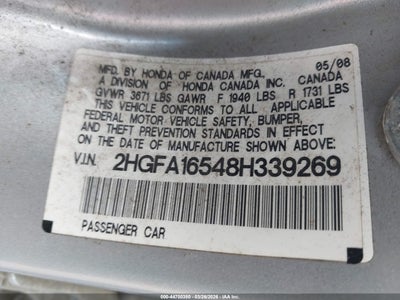 MFD. BY HONDA OF CANADA MFG., 05/08
A DIVISION OF HONDA CANADA INC. CANADA
GVWR 3671 LBS GAWR F 1940 LBS R 1731 LBS
THIS VEHICLE CONFORMS TO ALL APPLICABLE
FEDERAL MOTOR VEHICLE SAFETY, BUMPER,
AND THEFT PREVENTION STANDARDS IN EFFECT
ON THE DATE OF MANUFACTURE SHOWN ABOVE.
V.I.N. 2HGFA16548H339269
PASSENGER CAR